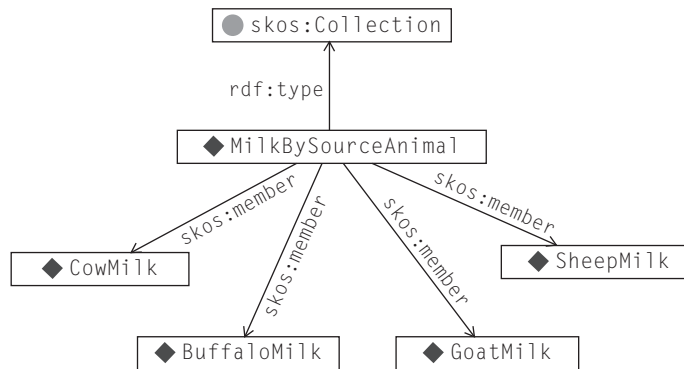 skos:Collection
rdf:type
MilkBySourceAnimal
skos:member
skos:member
skos:member
skos:member
CowMilk
SheepMilk
BuffaloMilk
GoatMilk